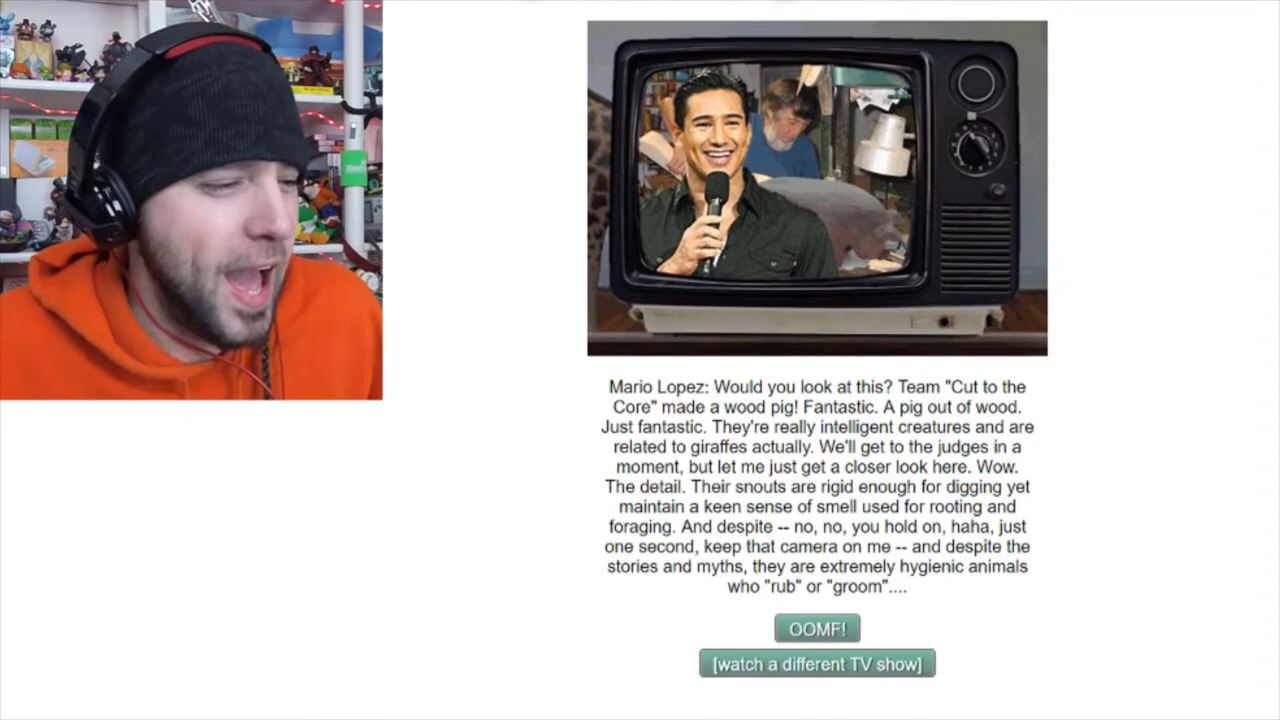 Mario Lopez: Would you look at this? Team "Cut to the
Core" made a wood pig! Fantastic. A pig out of wood.
Just fantastic. They're really intelligent creatures and are
related to giraffes actually. We'll get to the judges in a
moment, but let me just get a closer look here. Wow.
The detail. Their snouts are rigid enough for digging yet
maintain a keen sense of smell used for rooting and
foraging. And despite -- no, no, you hold on, haha, just
one second, keep that camera on me -- and despite the
stories and myths, they are extremely hygienic animals
who "rub" or "groom"....
OOMF!
[watch a different TV show]